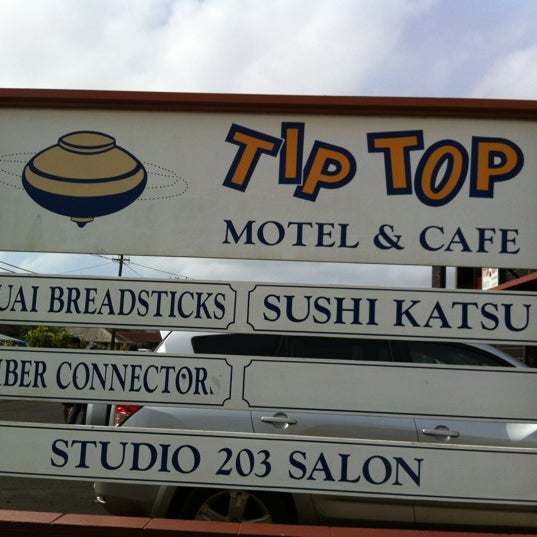 TIP TOP
MOTEL & CAFE
UAI BREADSTICKS
SUSHI KATSU
BER CONNECTOR.
STUDIO 203 SALON